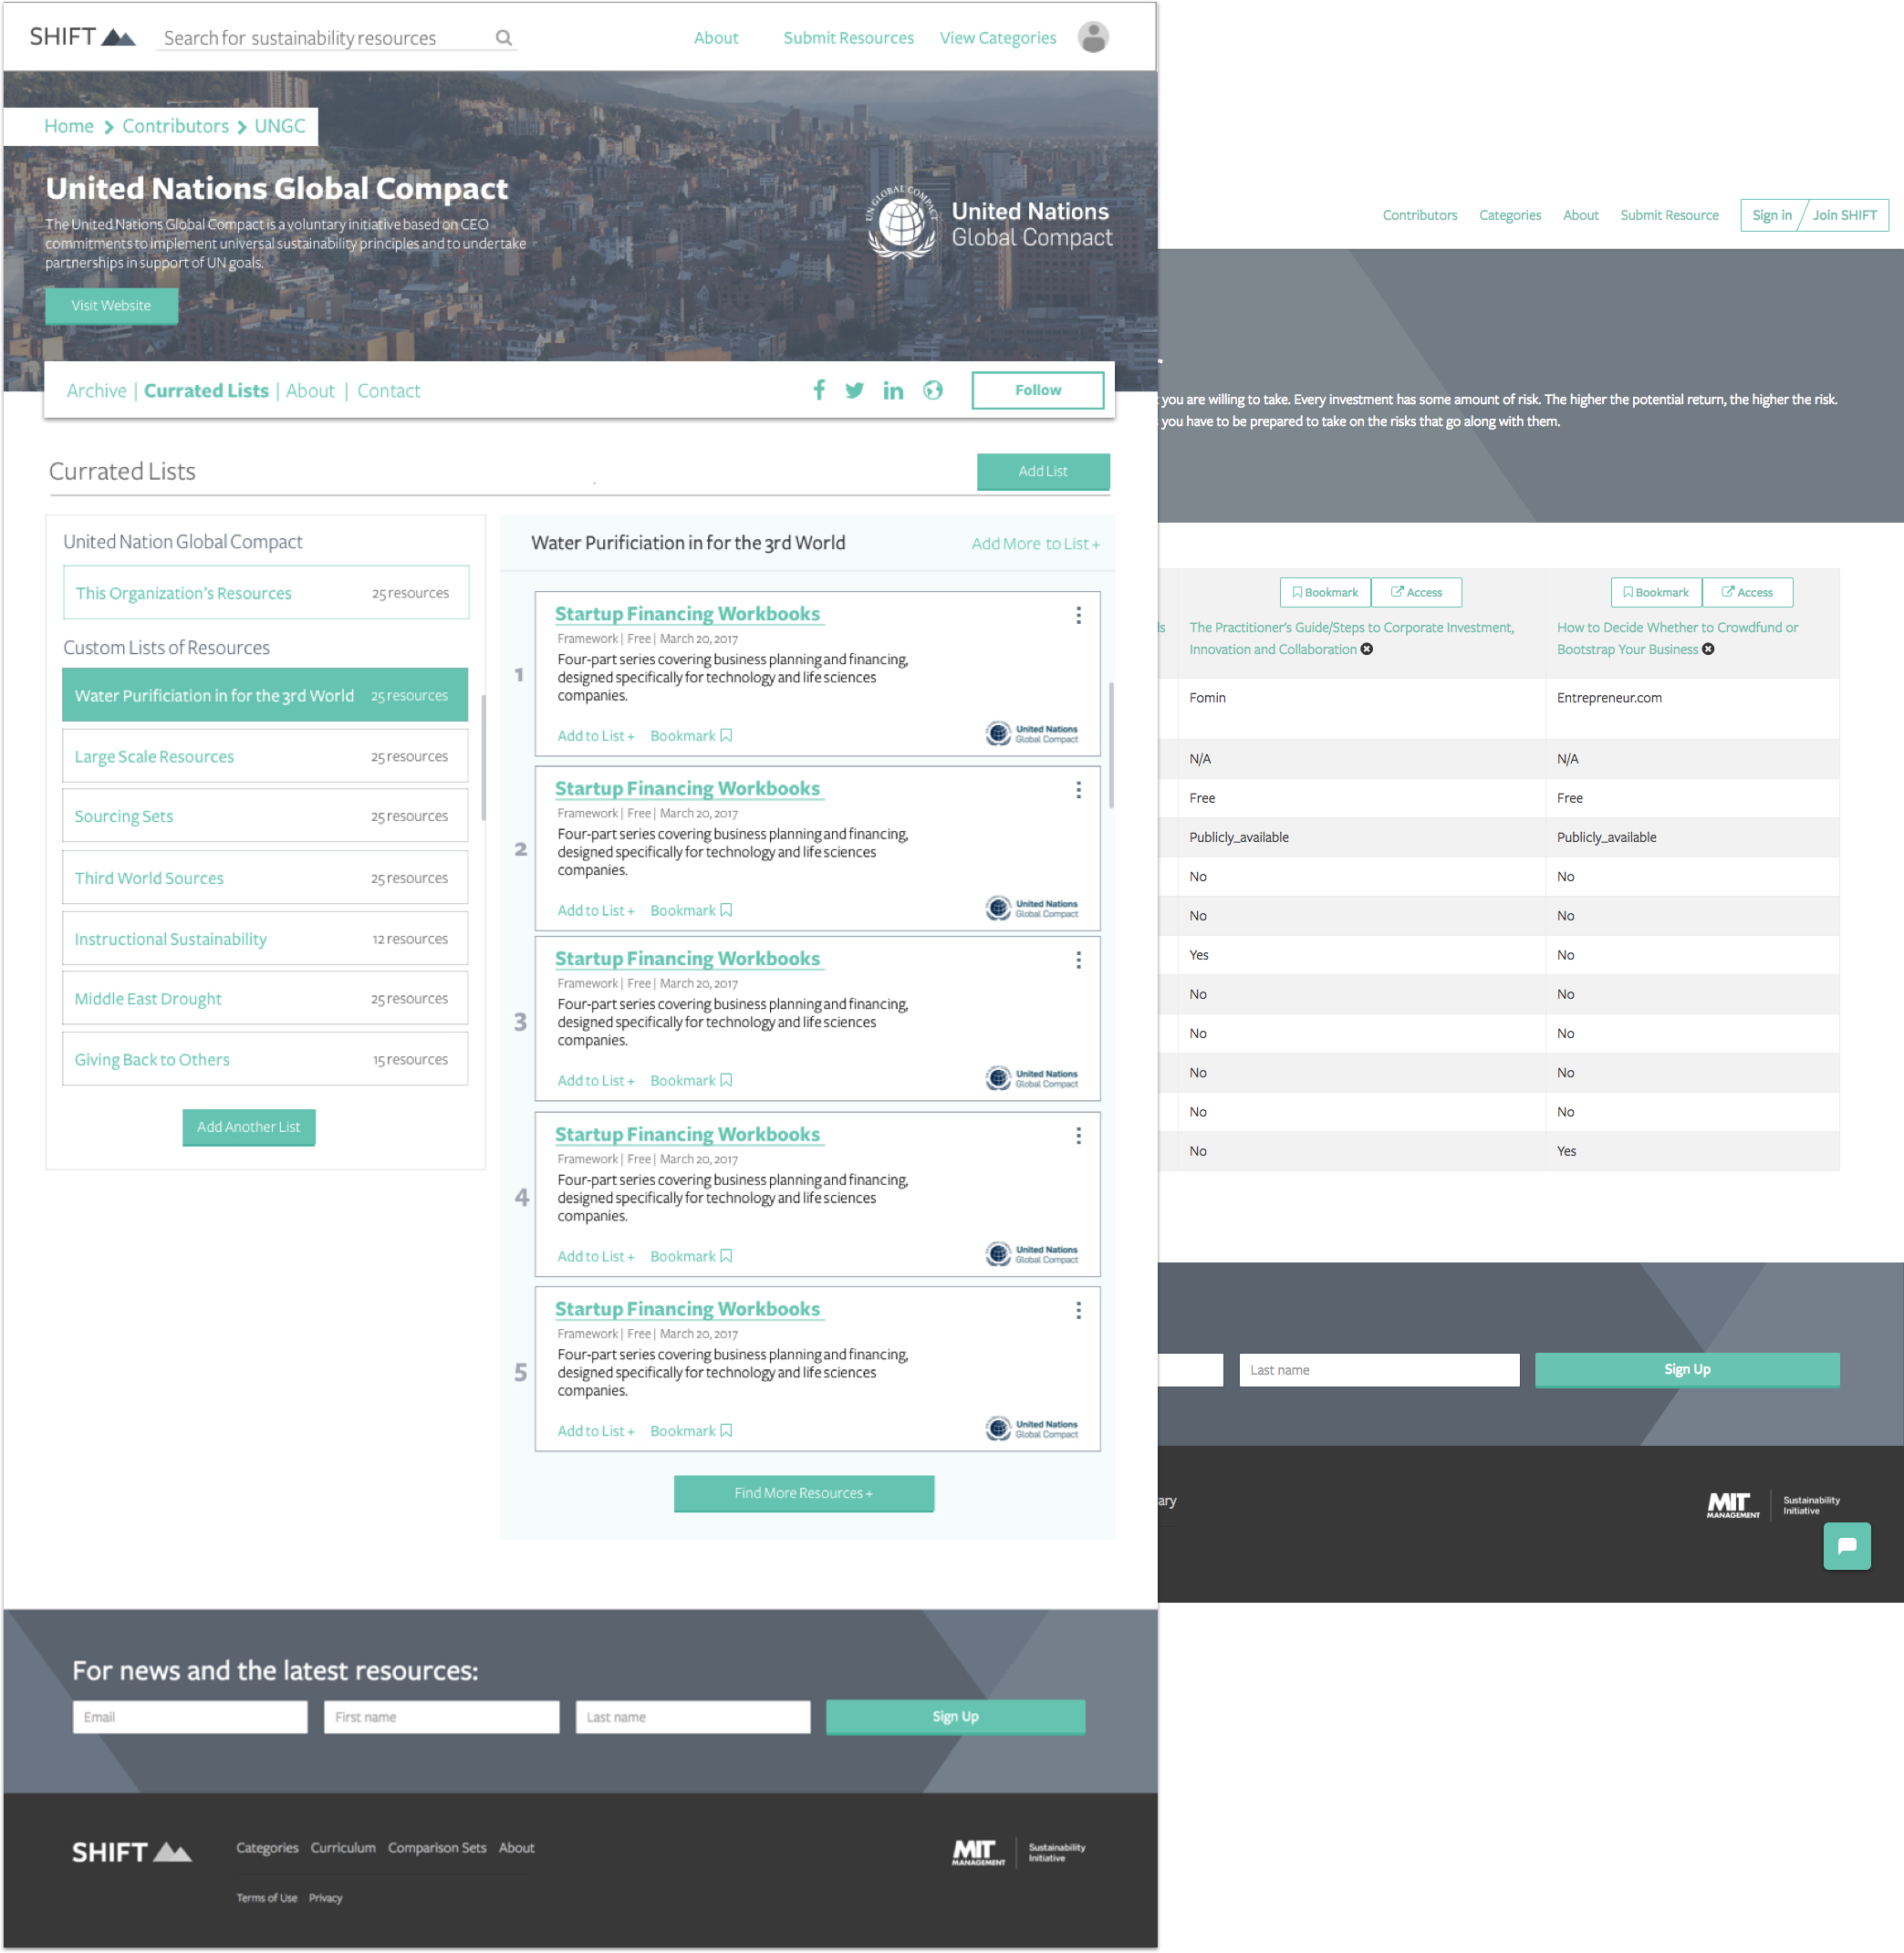 SHIFT
Search for sustainability resources
About
Submit Resources
View Categories
Home > Contributors > UNGC
United Nations Global Compact
The United Nations Global Compact is a voluntary initiative based on CEO
commitments to implement universal sustainability principles and to undertake
partnerships in support of UN goals.
Visit Website
UN GLOBAL COMPACT
United Nations
Global Compact
Archive | Currated Lists | About | Contact
Follow
Currated Lists
Add List
United Nation Global Compact
This Organization's Resources 25 resources
Custom Lists of Resources
Water Purificiation in for the 3rd World 25 resources
Large Scale Resources 25 resources
Sourcing Sets 25 resources
Third World Sources 25 resources
Instructional Sustainability 12 resources
Middle East Drought 25 resources
Giving Back to Others 15 resources
Add Another List
Water Purificiation in for the 3rd World
Add More to List +
1
Startup Financing Workbooks
Framework | Free | March 20, 2017
Four-part series covering business planning and financing,
designed specifically for technology and life sciences
companies.
Add to List + Bookmark
United Nations
Global Compact
2
Startup Financing Workbooks
Framework | Free | March 20, 2017
Four-part series covering business planning and financing,
designed specifically for technology and life sciences
companies.
Add to List + Bookmark
United Nations
Global Compact
3
Startup Financing Workbooks
Framework | Free | March 20, 2017
Four-part series covering business planning and financing,
designed specifically for technology and life sciences
companies.
Add to List + Bookmark
United Nations
Global Compact
4
Startup Financing Workbooks
Framework | Free | March 20, 2017
Four-part series covering business planning and financing,
designed specifically for technology and life sciences
companies.
Add to List + Bookmark
United Nations
Global Compact
5
Startup Financing Workbooks
Framework | Free | March 20, 2017
Four-part series covering business planning and financing,
designed specifically for technology and life sciences
companies.
Add to List + Bookmark
United Nations
Global Compact
Find More Resources +
For news and the latest resources:
Email
First name
Last name
Sign Up
SHIFT
Categories Curriculum Comparison Sets About
Terms of Use Privacy
MIT
MANAGEMENT
Sustainability
Initiative
Contributors Categories About Submit Resource Sign in / Join SHIFT
you are willing to take. Every investment has some amount of risk. The higher the potential return, the higher the risk.
you have to be prepared to take on the risks that go along with them.
Bookmark Access
Bookmark Access
ls
The Practitioner's Guide/Steps to Corporate Investment,
Innovation and Collaboration
How to Decide Whether to Crowdfund or
Bootstrap Your Business
Fomin Entrepreneur.com
N/A N/A
Free Free
Publicly_available Publicly_available
No No
No No
Yes No
No No
No No
No No
No No
No Yes
Last name
Sign Up
ary
MIT
MANAGEMENT
Sustainability
Initiative